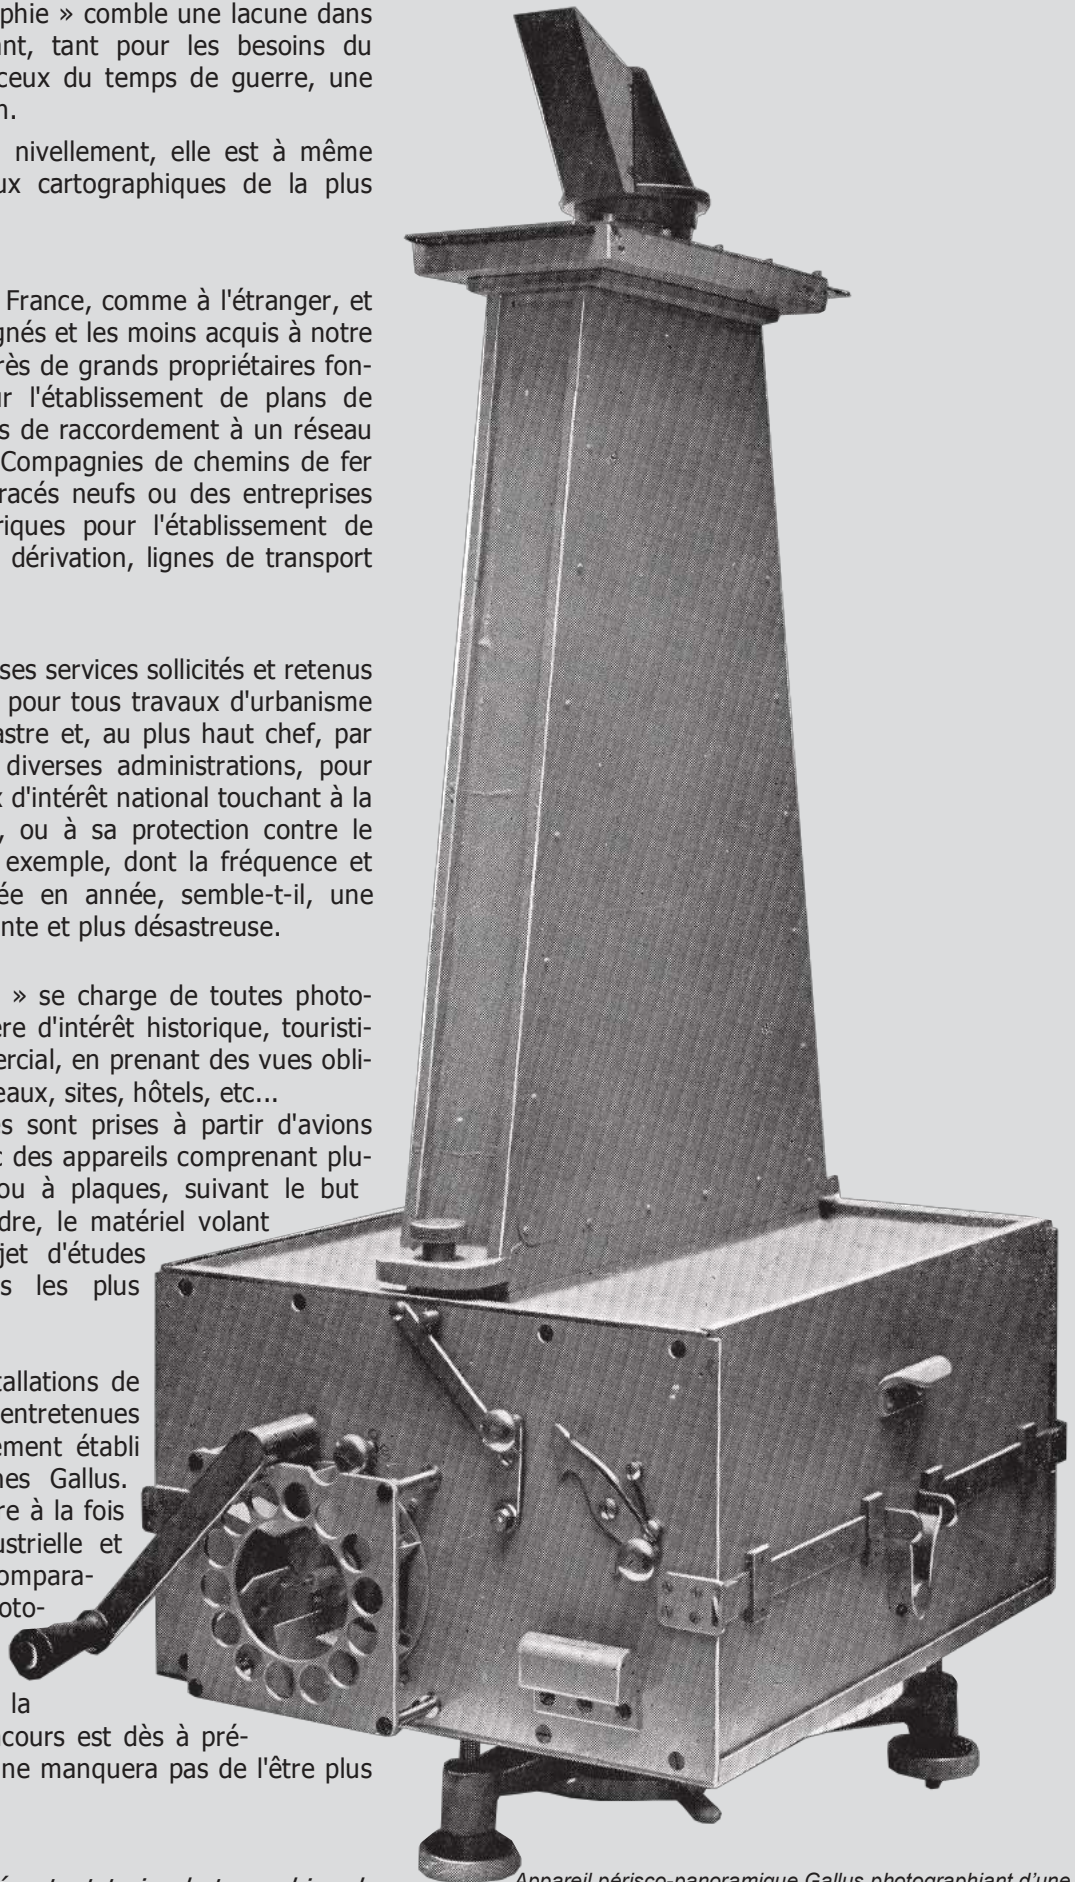 phie » comble une lacune dans
nt, tant pour les besoins du
ceux du temps de guerre, une
n.
nivellement, elle est à même
ux cartographiques de la plus
France, comme à l'étranger, et
gnés et les moins acquis à notre
rès de grands propriétaires fon-
ur l'établissement de plans de
s de raccordement à un réseau
Compagnies de chemins de fer
racés neufs ou des entreprises
riques pour l'établissement de
dérivation, lignes de transport
ses services sollicités et retenus
pour tous travaux d'urbanisme
astre et, au plus haut chef, par
diverses administrations, pour
x d'intérêt national touchant à la
, ou à sa protection contre le
exemple, dont la fréquence et
ée en année, semble-t-il, une
nte et plus désastreuse.
» se charge de toutes photo-
ère d'intérêt historique, touristi-
ercial, en prenant des vues obli-
eaux, sites, hôtels, etc...
es sont prises à partir d'avions
c des appareils comprenant plu-
ou à plaques, suivant le but
dre, le matériel volant
jet d'études
s les plus
tallations de
entretenues
ement établi
nes Gallus.
re à la fois
ustrielle et
ompara-
oto-
la
ncours est dès à pré-
ne manquera pas de l'être plus
Appareil périsco-panoramique Gallus photographiant d'une